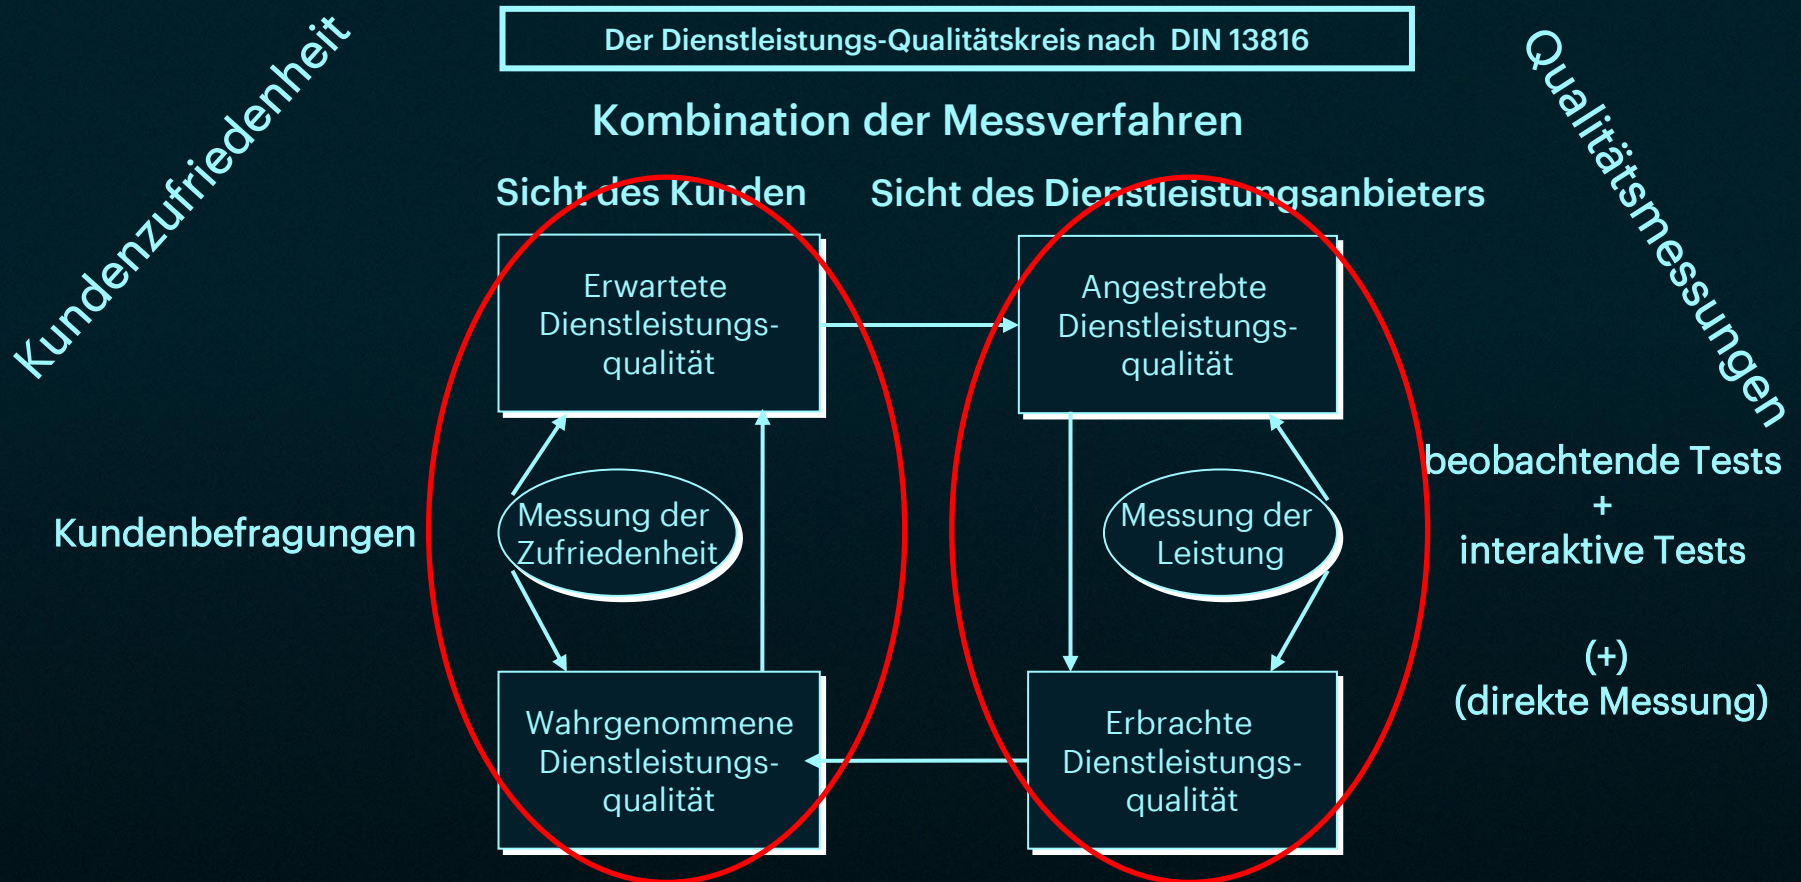 Der Dienstleistungs-Qualitätskreis nach DIN 13816
Kombination der Messverfahren
Kundenzufriedenheit
Qualitätsmessungen
Sicht des Kunden
Sicht des Dienstleistungsanbieters
Erwartete
Dienstleistungs-
qualität
Angestrebte
Dienstleistungs-
qualität
Kundenbefragungen
Messung der
Zufriedenheit
Messung der
Leistung
beobachtende Tests
+
interaktive Tests
(+)
(direkte Messung)
Wahrgenommene
Dienstleistungs-
qualität
Erbrachte
Dienstleistungs-
qualität